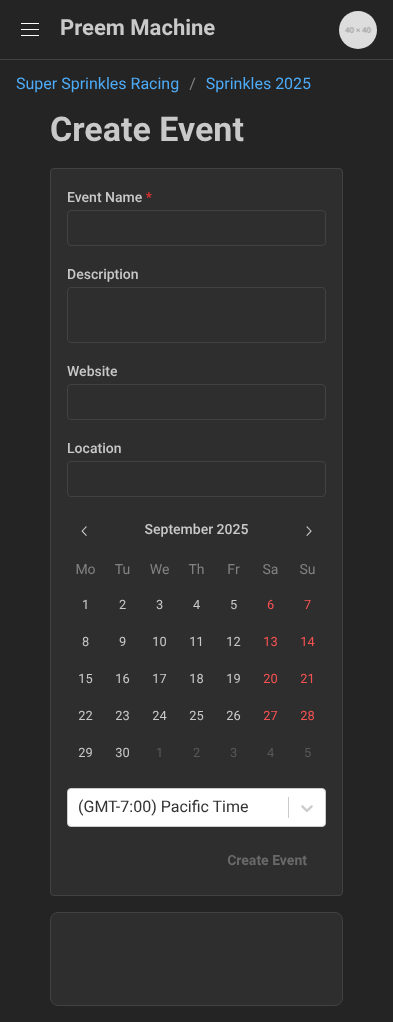 Preem Machine
40 × 40
Super Sprinkles Racing / Sprinkles 2025
Create Event
Event Name *
Description
Website
Location
September 2025
Mo Tu We Th Fr Sa Su
1 2 3 4 5 6 7
8 9 10 11 12 13 14
15 16 17 18 19 20 21
22 23 24 25 26 27 28
29 30 1 2 3 4 5
(GMT-7:00) Pacific Time
Create Event